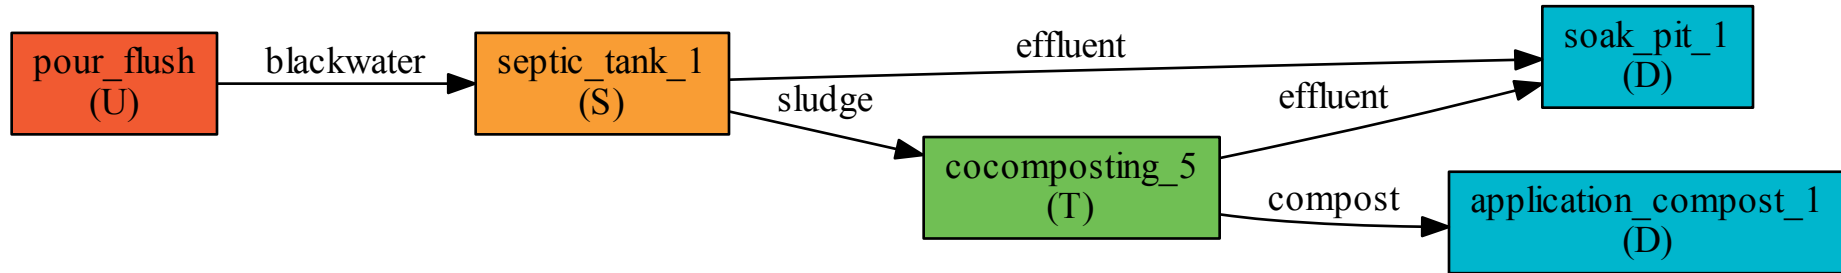 pour_flush
(U)
blackwater
septic_tank_1
(S)
effluent
sludge
cocomposting_5
(T)
effluent
compost
soak_pit_1
(D)
application_compost_1
(D)